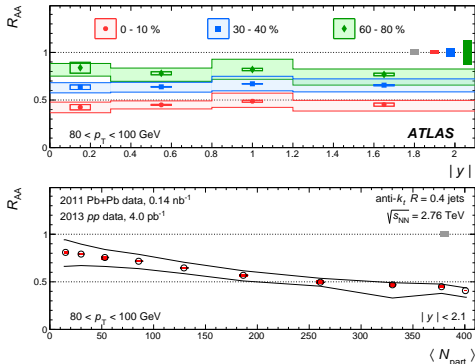 R_AA
0 - 10 %
30 - 40 %
60 - 80 %
1
0.5
0
80 < p_T < 100 GeV
ATLAS
0 0.2 0.4 0.6 0.8 1 1.2 1.4 1.6 1.8 2
| y |
R_AA
2011 Pb+Pb data, 0.14 nb⁻¹
2013 pp data, 4.0 pb⁻¹
anti-k_t R = 0.4 jets
√s_NN = 2.76 TeV
1
0.5
80 < p_T < 100 GeV
| y | < 2.1
0
0 50 100 150 200 250 300 350 400
⟨ N_part ⟩